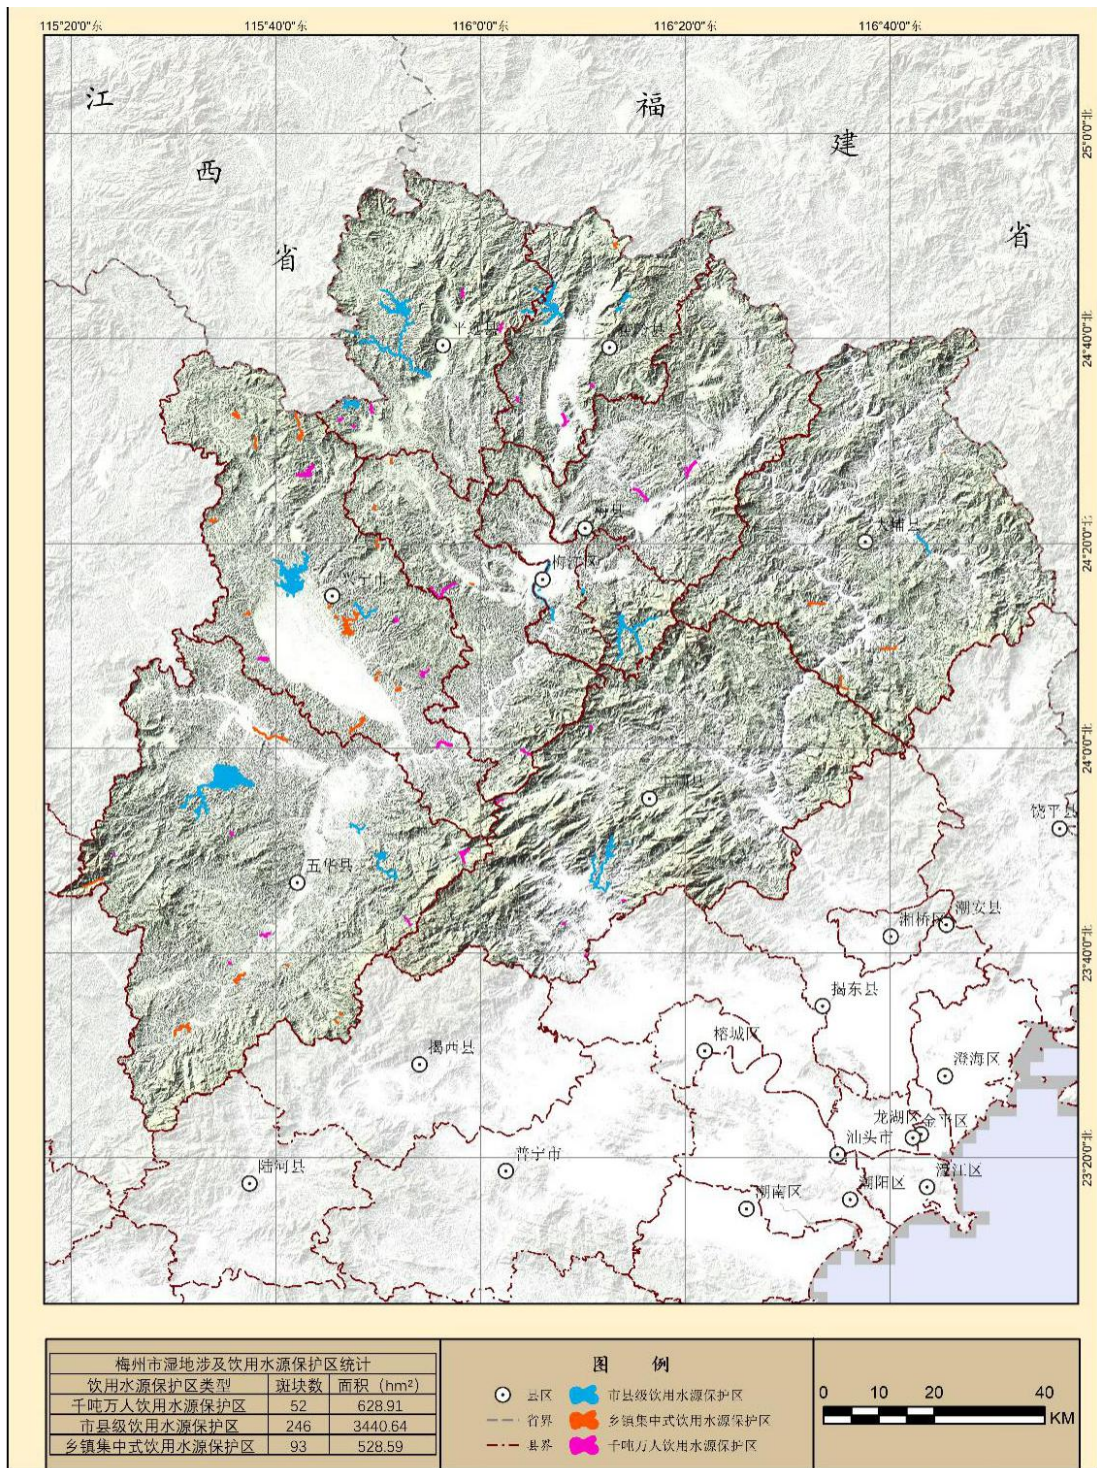 115°20'0"东 115°40'0"东 116°0'0"东 116°20'0"东 116°40'0"东
江
西
省
福
建
省
25°0'0"北
24°40'0"北
24°20'0"北
24°0'0"北
23°40'0"北
23°20'0"北
平远县
蕉岭县
梅县
大埔县
梅江区
兴宁市
丰顺县
五华县
饶平县
湘桥区
潮安县
揭东县
榕城区
揭西县
澄海区
龙湖区
金平区
汕头市
陆河县
普宁市
潮南区
潮阳区
濠江区
梅州市湿地涉及饮用水源保护区统计
饮用水源保护区类型 斑块数 面积（hm²）
千吨万人饮用水源保护区 52 628.91
市县级饮用水源保护区 246 3440.64
乡镇集中式饮用水源保护区 93 528.59
图 例
县区 市县级饮用水源保护区
省界 乡镇集中式饮用水源保护区
县界 千吨万人饮用水源保护区
0 10 20 40
KM